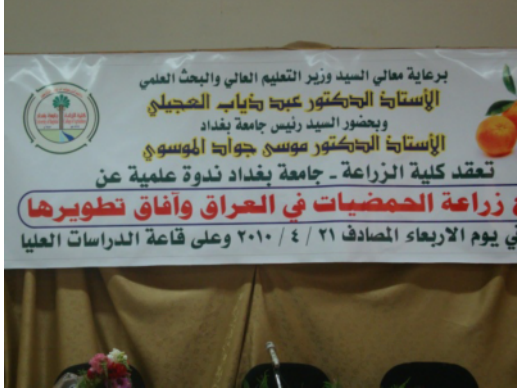 برعاية معالي السيد وزير التعليم العالي والبحث العلمي
الأستاذ الدكتور عبد ذياب العجيلي
وبحضور السيد رئيس جامعة بغداد
الأستاذ الدكتور موسى جواد الموسوي
تعقد كلية الزراعة - جامعة بغداد ندوة علمية عن
زراعة الحمضيات في العراق وآفاق تطويرها
في يوم الاربعاء المصادف ٢١ / ٤ / ٢٠١٠ وعلى قاعة الدراسات العليا